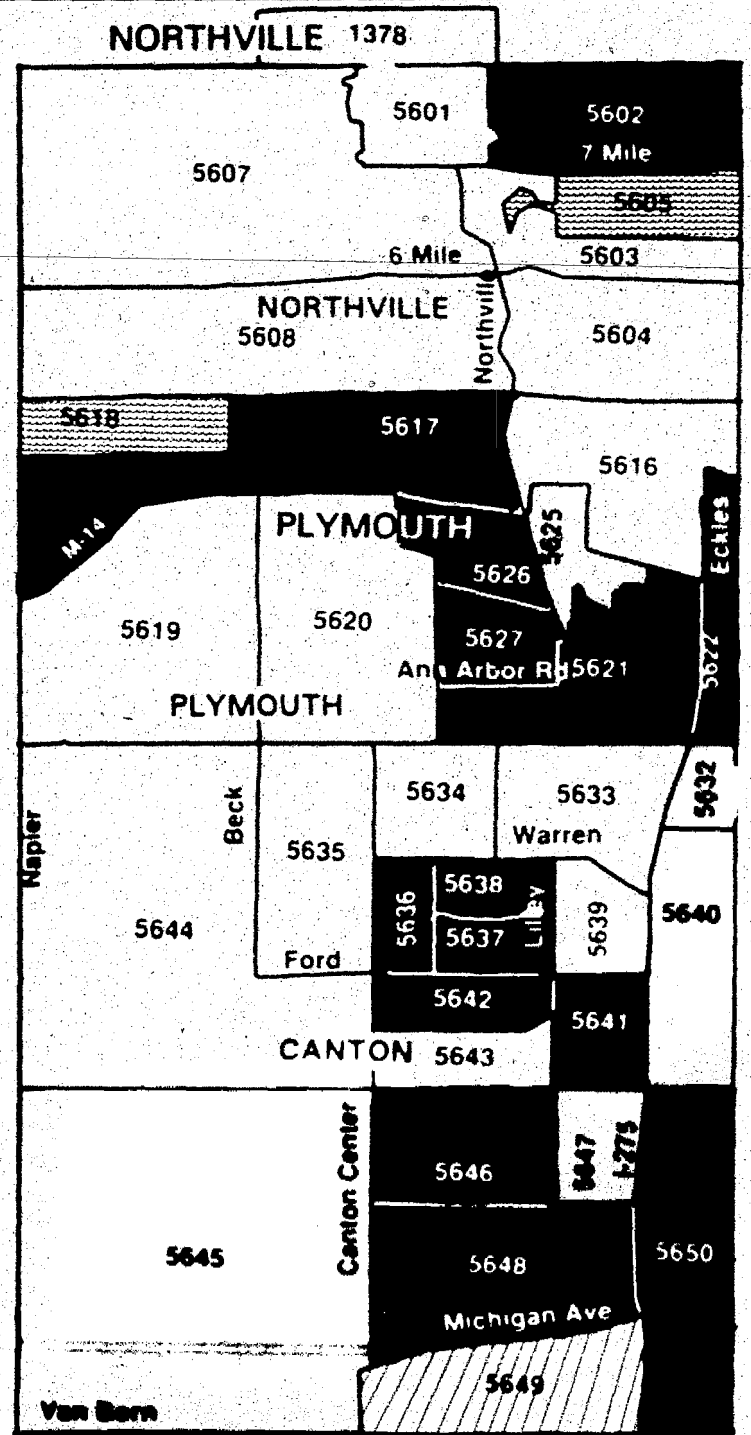 NORTHVILLE 1378
5601
5602
7 Mile
5607
5605
6 Mile
5603
NORTHVILLE
Northville
5608
5604
5618
5617
5616
M-14
PLYMOUTH
5625
Eckles
5626
5619
5620
5627
Ann Arbor Rd
5621
5622
PLYMOUTH
5634
5633
5632
Napier
Beck
Warren
5635
5638
5636
Lilley
5637
5639
5640
5644
Ford
5642
5641
CANTON
5643
Canton Center
5646
5647
I-275
5645
5648
5650
Michigan Ave
5649
Van Born